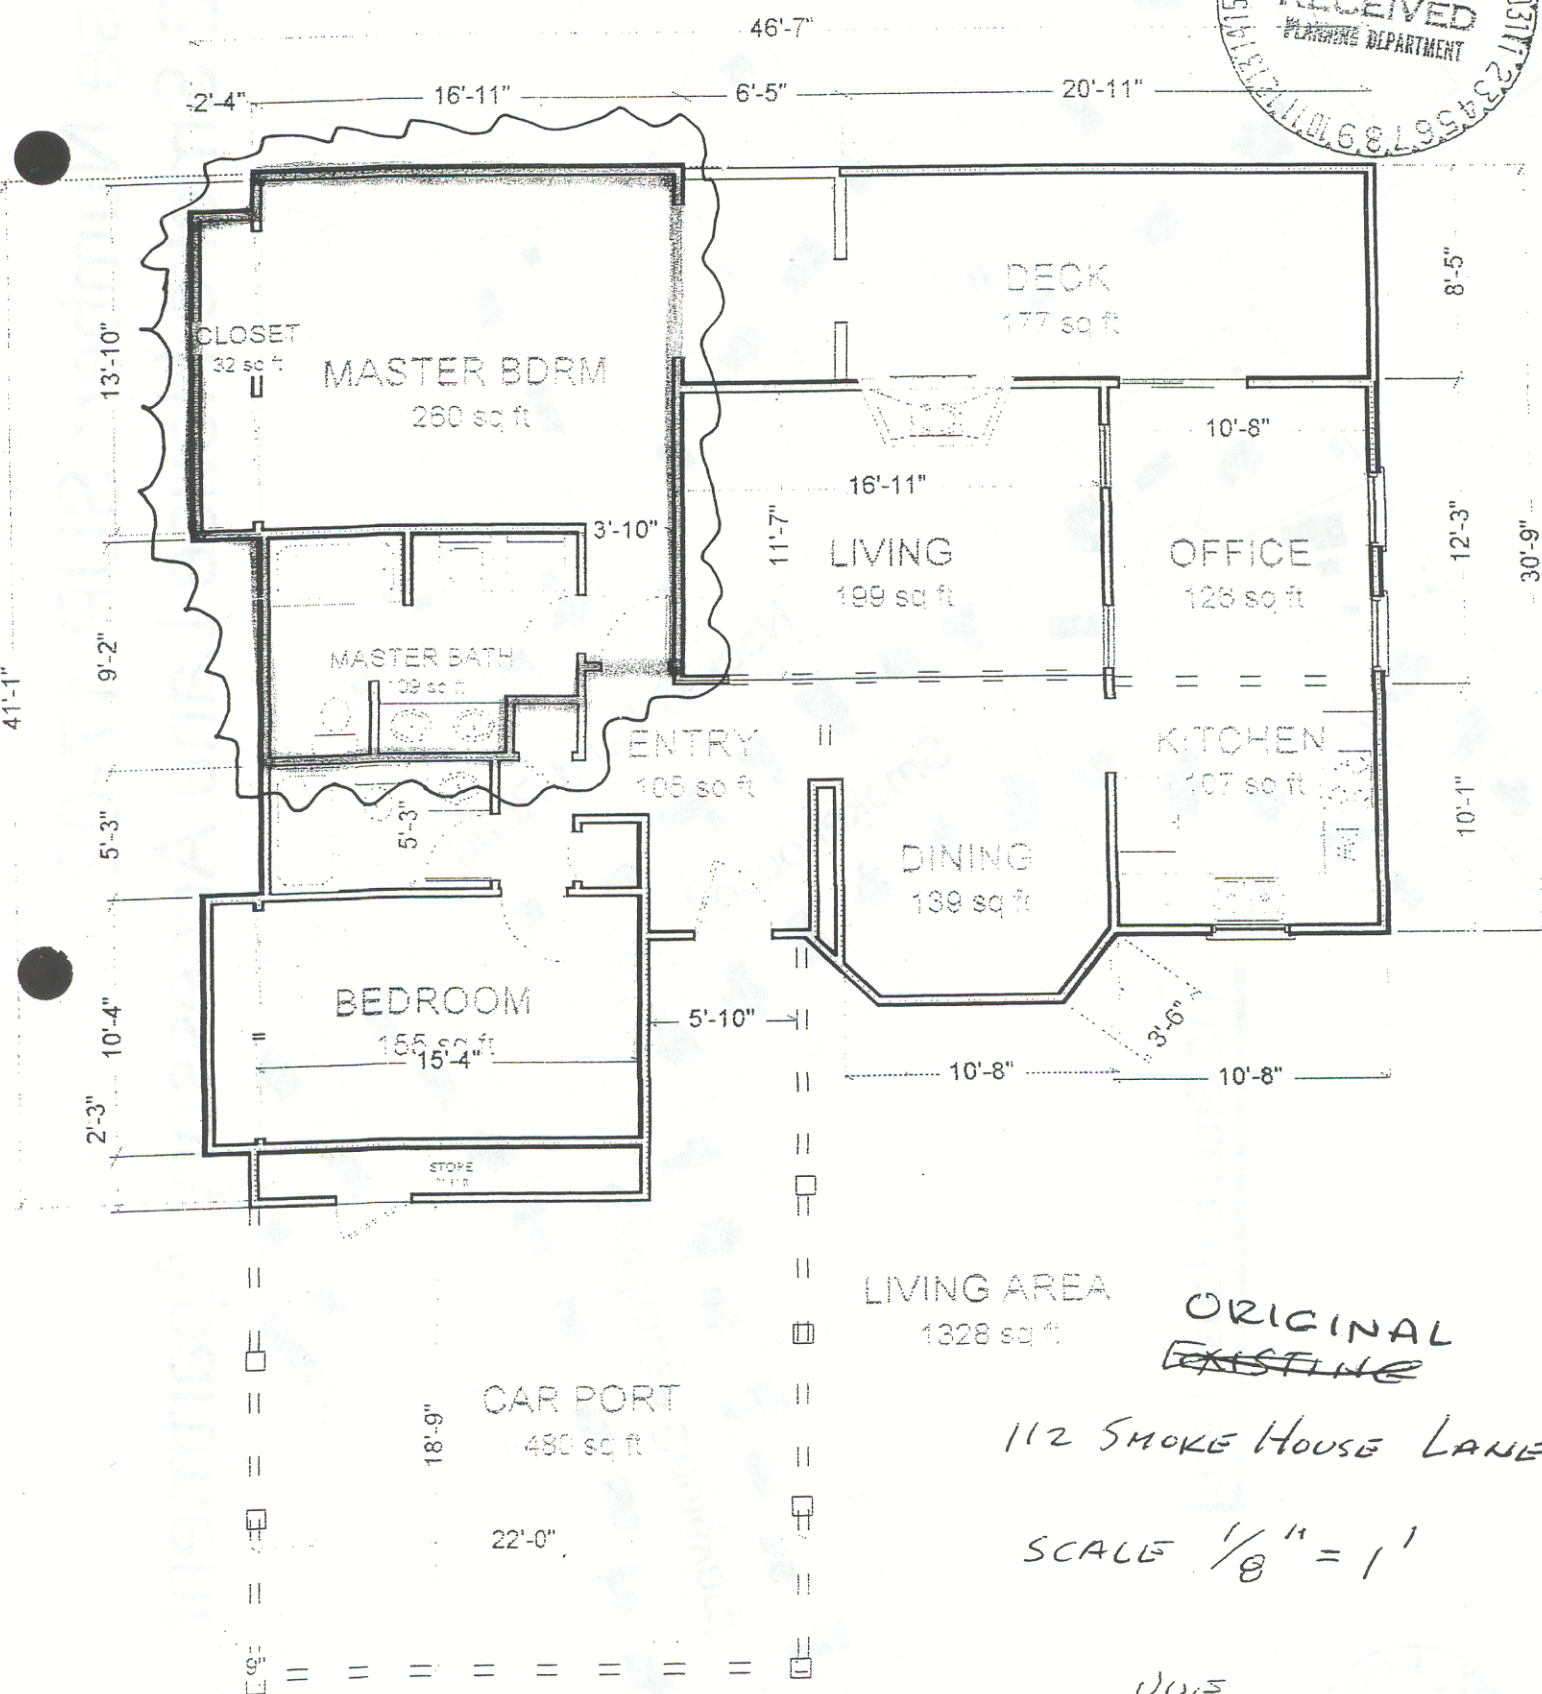 46'-7"
RECEIVED
PLANNING DEPARTMENT
2'-4"
16'-11"
6'-5"
20'-11"
8'-5"
DECK
177 sq ft
CLOSET
32 sq ft
13'-10"
MASTER BDRM
260 sq ft
10'-8"
16'-11"
3'-10"
11'-7"
12'-3"
30'-9"
LIVING
199 sq ft
OFFICE
126 sq ft
41'-1"
9'-2"
MASTER BATH
ENTRY
105 sq ft
KITCHEN
107 sq ft
5'-3"
5'-3"
10'-1"
DINING
139 sq ft
BEDROOM
sq ft
15'-4"
10'-4"
5'-10"
3'-6"
10'-8"
10'-8"
2'-3"
STORE
LIVING AREA
1328 sq ft
ORIGINAL
EXISTING
CAR PORT
sq ft
18'-9"
112 SMOKE HOUSE LANE
22'-0"
SCALE 1/8" = 1'
9"